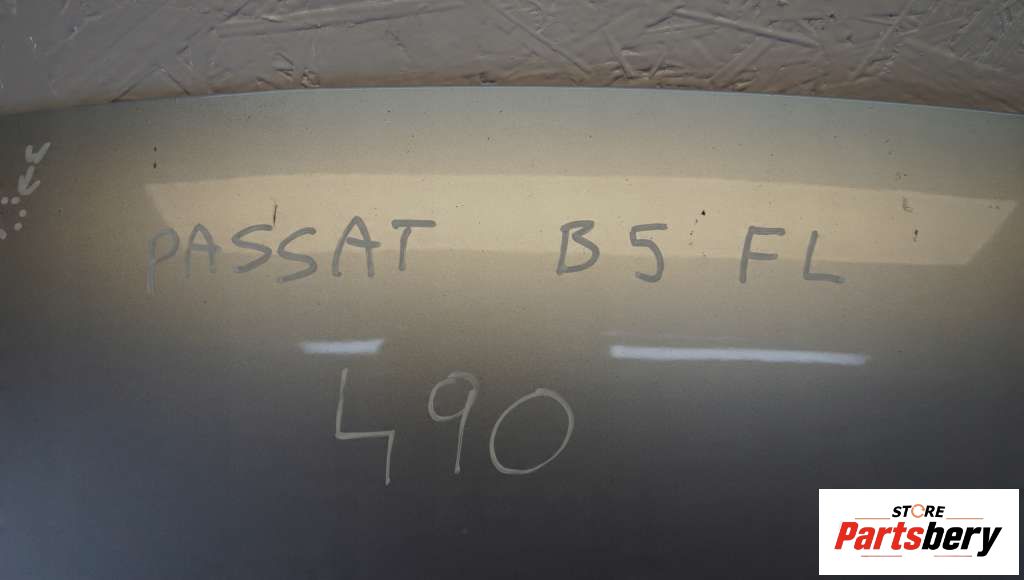 PASSAT B5 FL
490
STORE
Partsbery